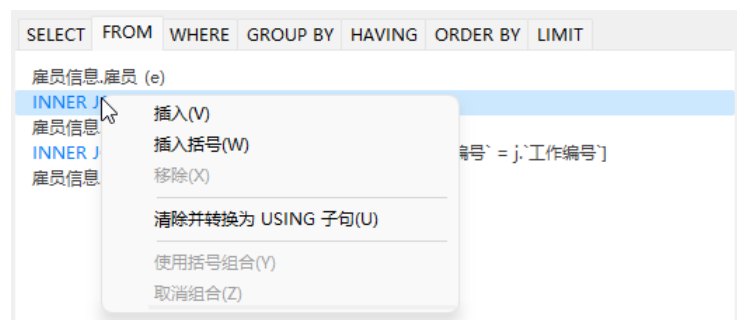 SELECT FROM WHERE GROUP BY HAVING ORDER BY LIMIT
雇员信息.雇员 (e)
INNER
插入(V)
雇员信息
插入括号(W)
INNER 编号` = j.`工作编号`]
雇员信息.
移除(X)
清除并转换为 USING 子句(U)
使用括号组合(Y)
取消组合(Z)